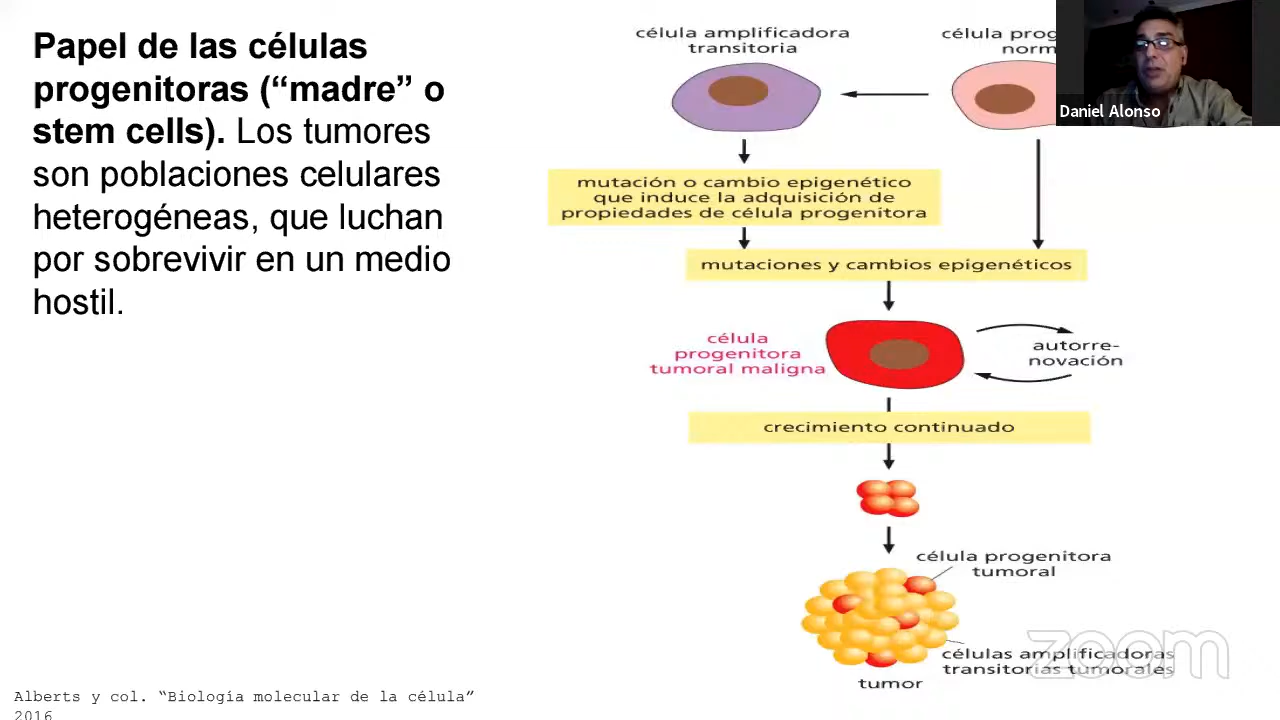 Papel de las células
progenitoras (“madre” o
stem cells). Los tumores
son poblaciones celulares
heterogéneas, que luchan
por sobrevivir en un medio
hostil.
célula amplificadora
transitoria
célula
Daniel Alonso
mutación o cambio epigenético
que induce la adquisición de
propiedades de célula progenitora
mutaciones y cambios epigenéticos
célula
progenitora
tumoral maligna
autorre-
novación
crecimiento continuado
célula progenitora
tumoral
células amplificadoras
transitorias tumorales
tumor
zoom
Alberts y col. “Biología molecular de la célula”
2016